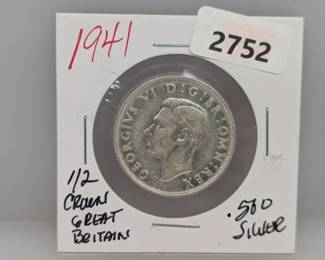 1941
2752
GEORGIVS VI D:G:BR:OMN:REX
1/2
CROWN
GREAT
BRITAIN
.500
SILVER